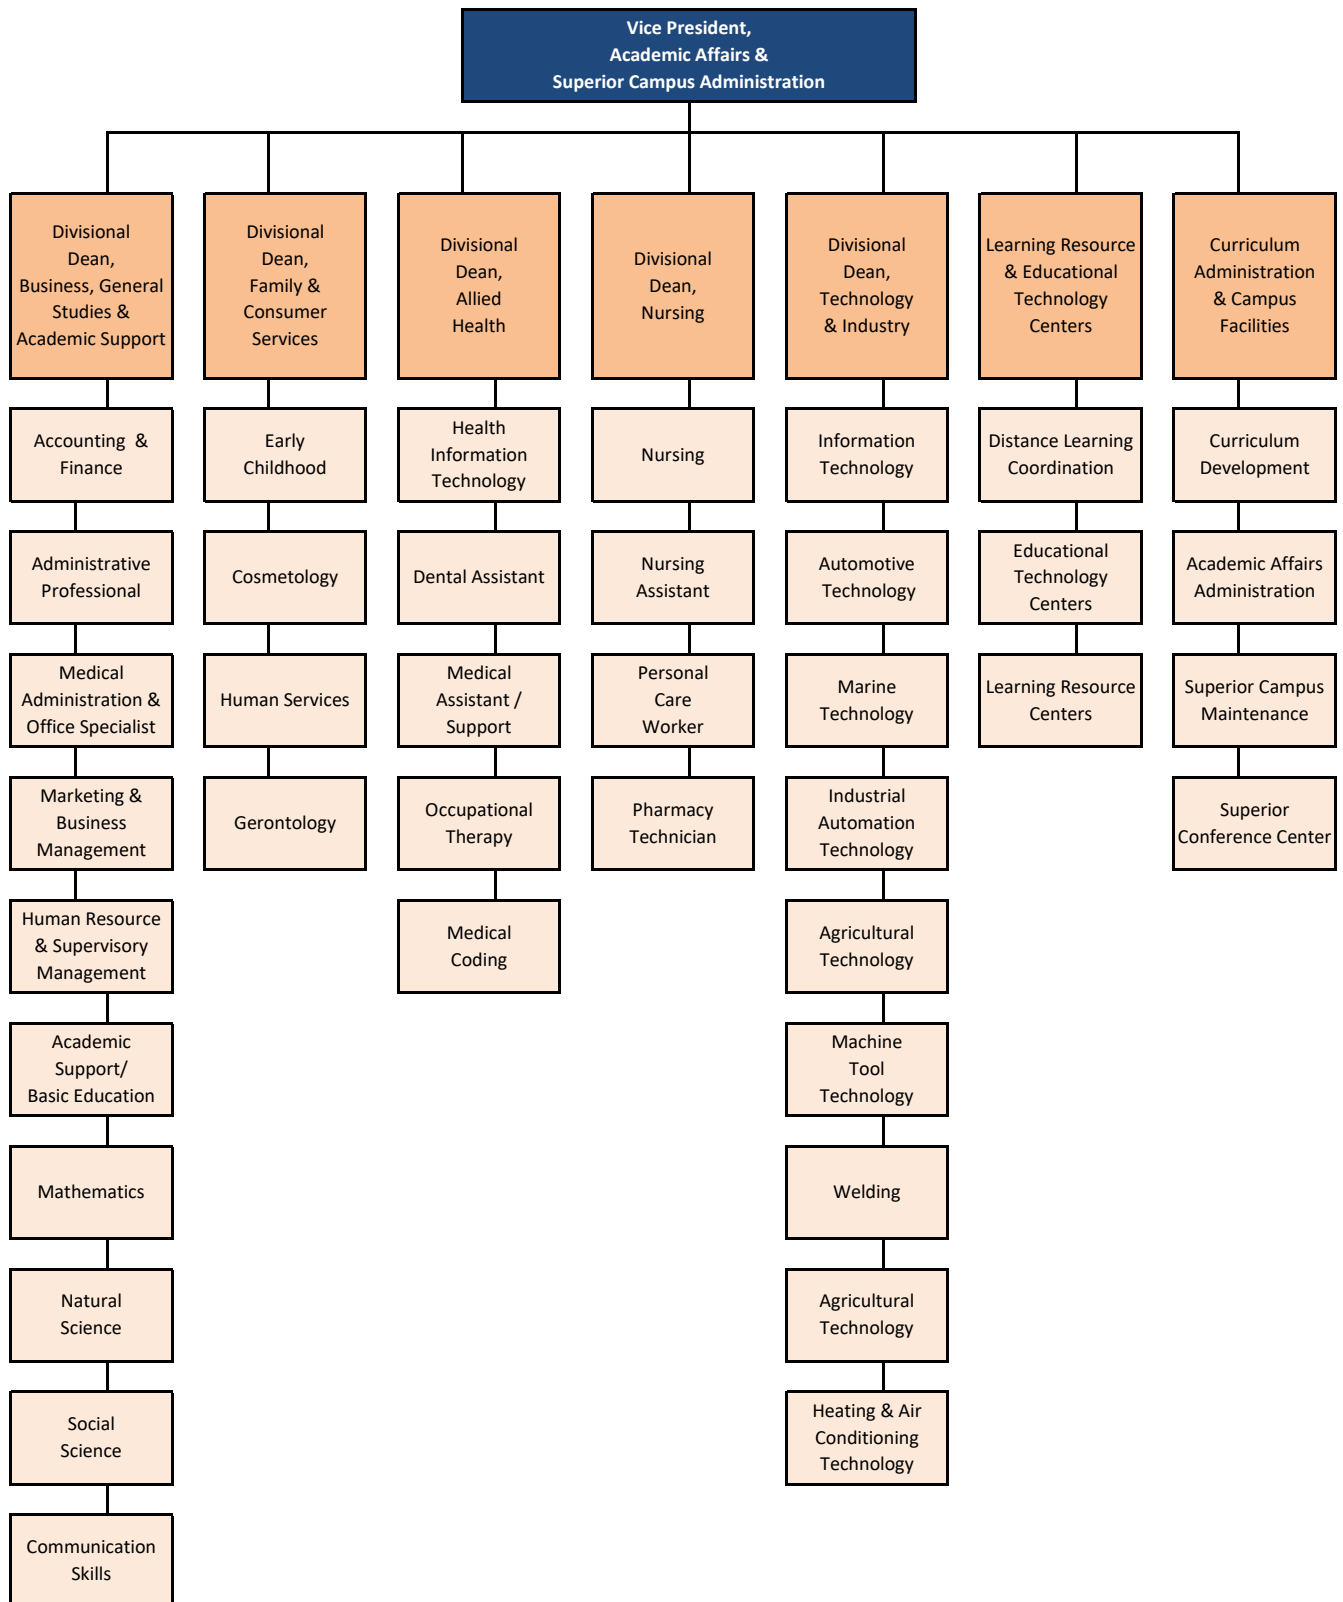 Vice President,
Academic Affairs &
Superior Campus Administration
Divisional
Dean,
Business, General
Studies &
Academic Support
Divisional
Dean,
Family &
Consumer
Services
Divisional
Dean,
Allied
Health
Divisional
Dean,
Nursing
Divisional
Dean,
Technology
& Industry
Learning Resource
& Educational
Technology
Centers
Curriculum
Administration
& Campus
Facilities
Accounting &
Finance
Early
Childhood
Health
Information
Technology
Nursing
Information
Technology
Distance Learning
Coordination
Curriculum
Development
Administrative
Professional
Cosmetology
Dental Assistant
Nursing
Assistant
Automotive
Technology
Educational
Technology
Centers
Academic Affairs
Administration
Medical
Administration &
Office Specialist
Human Services
Medical
Assistant /
Support
Personal
Care
Worker
Marine
Technology
Learning Resource
Centers
Superior Campus
Maintenance
Marketing &
Business
Management
Gerontology
Occupational
Therapy
Pharmacy
Technician
Industrial
Automation
Technology
Superior
Conference Center
Human Resource
& Supervisory
Management
Medical
Coding
Agricultural
Technology
Academic
Support/
Basic Education
Machine
Tool
Technology
Mathematics
Welding
Natural
Science
Agricultural
Technology
Social
Science
Heating & Air
Conditioning
Technology
Communication
Skills